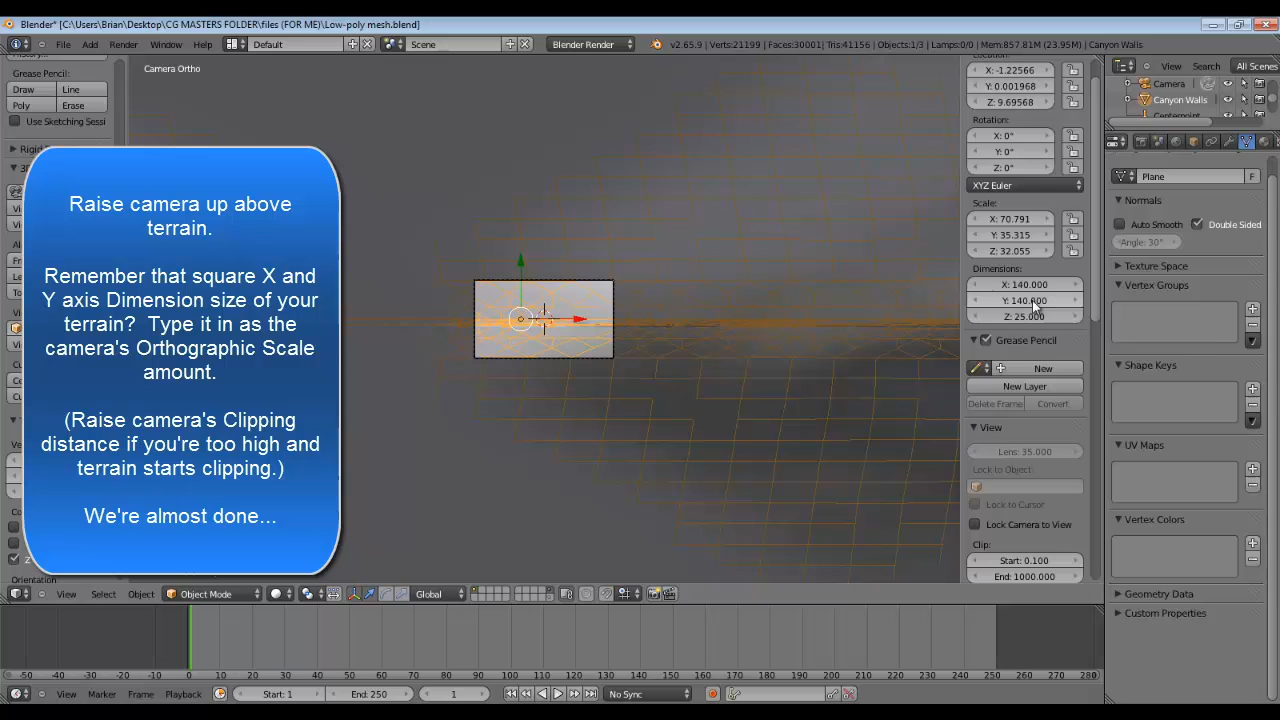 Blender* [C:\Users\Brian\Desktop\CG MASTERS FOLDER\files (FOR ME)\Low-poly mesh.blend]
File Add Render Window Help Default Scene Blender Render v2.65.9 | Verts:21199 | Faces:30001| Tris:41156 | Objects:1/3 | Lamps:0/0 | Mem:857.81M (23.95M) | Canyon Walls
Grease Pencil:
Draw Line
Poly Erase
Use Sketching Sessi
Rigid
Camera Ortho
Raise camera up above
terrain.
Remember that square X and
Y axis Dimension size of your
terrain? Type it in as the
camera's Orthographic Scale
amount.
(Raise camera's Clipping
distance if you're too high and
terrain starts clipping.)
We're almost done...
Orientation
Location:
X: -1.22566
Y: 0.001968
Z: 9.69568
Rotation:
X: 0°
Y: 0°
Z: 0°
XYZ Euler
Scale:
X: 70.791
Y: 35.315
Z: 32.055
Dimensions:
X: 140.000
Y: 140.000
Z: 25.000
Grease Pencil
New
New Layer
Delete Frame Convert
View
Lens: 35.000
Lock to Object:
Lock to Cursor
Lock Camera to View
Clip:
Start: 0.100
End: 1000.000
View Search All Scenes
Camera
Canyon Walls
Plane F
Normals
Auto Smooth Double Sided
Angle: 30°
Texture Space
Vertex Groups
Shape Keys
UV Maps
Vertex Colors
Geometry Data
Custom Properties
View Select Object Object Mode Global
-50 -40 -30 -20 -10 0 10 20 30 40 50 60 70 80 90 100 110 120 130 140 150 160 170 180 190 200 210 220 230 240 250 260 270 280
View Marker Frame Playback Start: 1 End: 250 1 No Sync